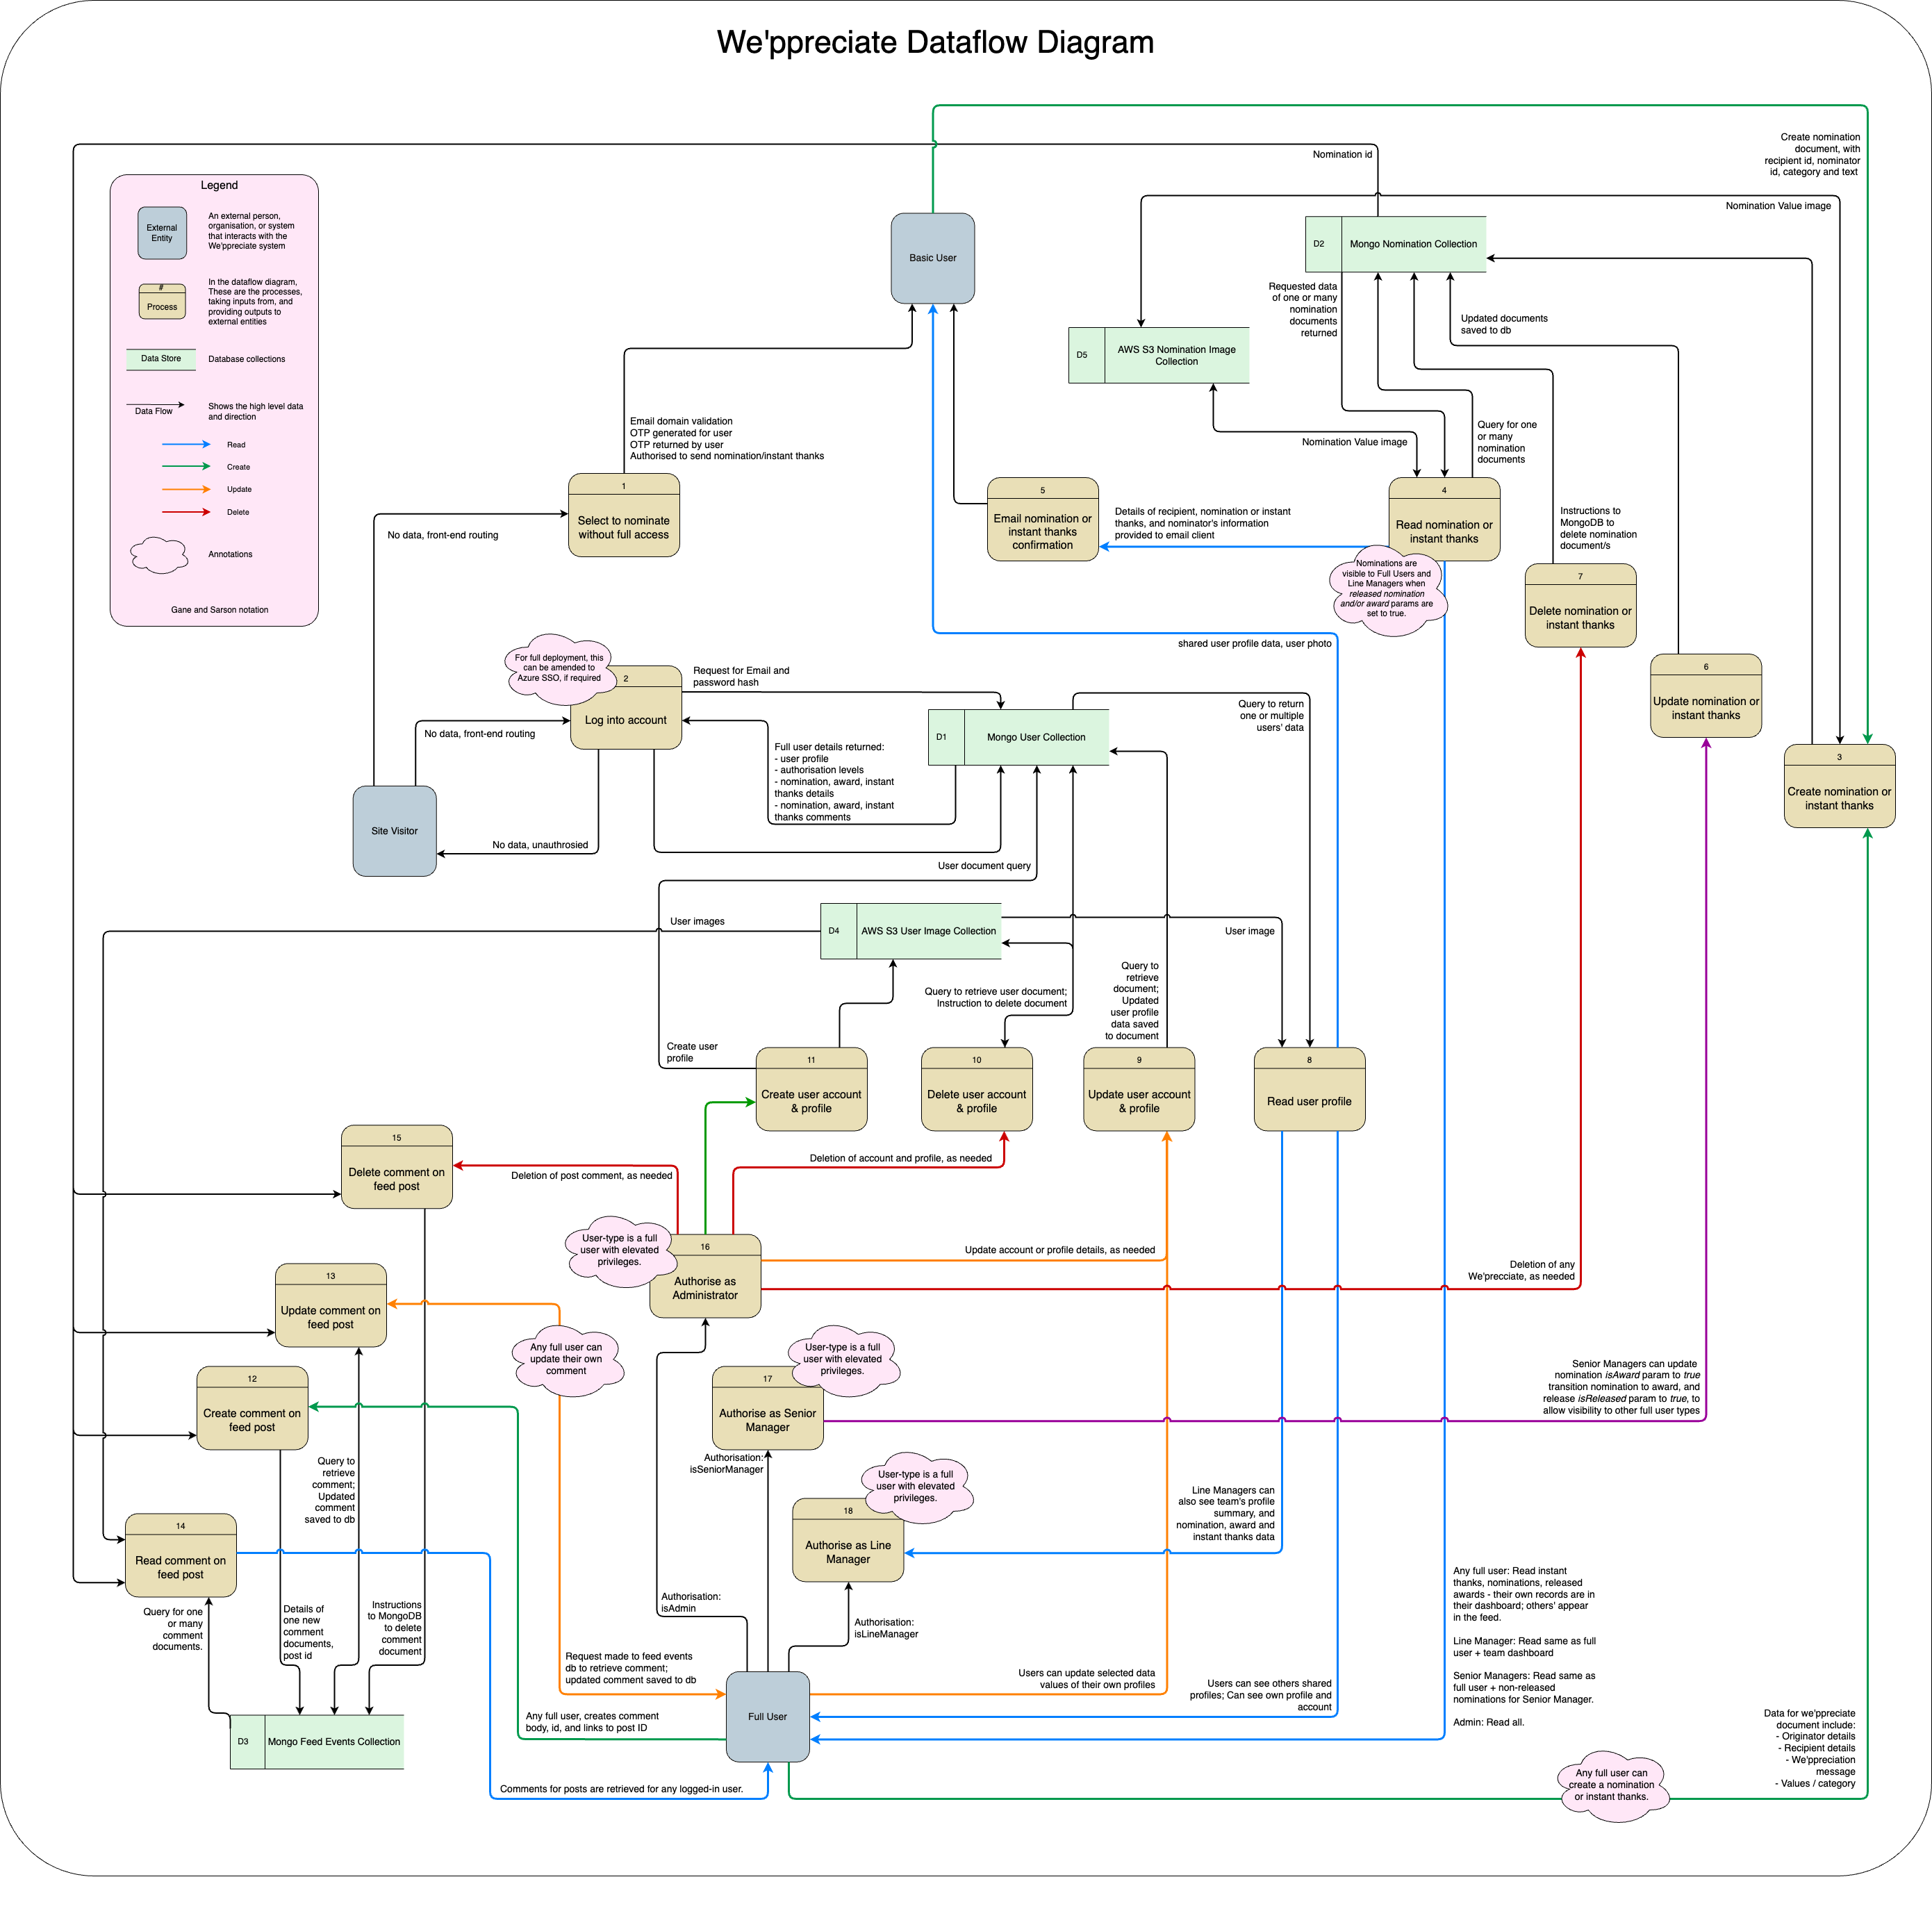 We'ppreciate Dataflow Diagram
Legend
External
Entity
An external person,
organisation, or system
that interacts with the
We'ppreciate system
#
Process
In the dataflow diagram,
These are the processes,
taking inputs from, and
providing outputs to
external entities
Data Store
Database collections
Data Flow
Shows the high level data
and direction
Read
Create
Update
Delete
Annotations
Gane and Sarson notation
Create nomination
document, with
recipient id, nominator
id, category and text
Nomination id
Nomination Value image
Basic User
D2
Mongo Nomination Collection
Requested data
of one or many
nomination
documents
returned
Updated documents
saved to db
D5
AWS S3 Nomination Image
Collection
Email domain validation
OTP generated for user
OTP returned by user
Authorised to send nomination/instant thanks
Nomination Value image
Query for one
or many
nomination
documents
1
Select to nominate
without full access
No data, front-end routing
5
Email nomination or
instant thanks
confirmation
Details of recipient, nomination or instant
thanks, and nominator's information
provided to email client
4
Read nomination or
instant thanks
Nominations are
visible to Full Users and
Line Managers when
released nomination
and/or award params are
set to true.
Instructions to
MongoDB to
delete nomination
document/s
7
Delete nomination or
instant thanks
shared user profile data, user photo
6
Update nomination or
instant thanks
3
Create nomination or
instant thanks
For full deployment, this
can be amended to
Azure SSO, if required
2
Log into account
Request for Email and
password hash
No data, front-end routing
Full user details returned:
- user profile
- authorisation levels
- nomination, award, instant
thanks details
- nomination, award, instant
thanks comments
D1
Mongo User Collection
Query to return
one or multiple
users' data
Site Visitor
No data, unauthrosied
User document query
User images
D4
AWS S3 User Image Collection
User image
Query to retrieve user document;
Instruction to delete document
Query to
retrieve
document;
Updated
user profile
data saved
to document
Create user
profile
11
Create user account
& profile
10
Delete user account
& profile
9
Update user account
& profile
8
Read user profile
15
Delete comment on
feed post
Deletion of post comment, as needed
Deletion of account and profile, as needed
User-type is a full
user with elevated
privileges.
16
Authorise as
Administrator
Update account or profile details, as needed
Deletion of any
We'precciate, as needed
13
Update comment on
feed post
Any full user can
update their own
comment
User-type is a full
user with elevated
privileges.
17
Authorise as Senior
Manager
Senior Managers can update
nomination isAward param to true
transition nomination to award, and
release isReleased param to true, to
allow visibility to other full user types
12
Create comment on
feed post
Authorisation:
isSeniorManager
Query to
retrieve
comment;
Updated
comment
saved to db
User-type is a full
user with elevated
privileges.
18
Authorise as Line
Manager
Line Managers can
also see team's profile
summary, and
nomination, award and
instant thanks data
14
Read comment on
feed post
Query for one
or many
comment
documents.
Details of
one new
comment
documents,
post id
Instructions
to MongoDB
to delete
comment
document
Authorisation:
isAdmin
Authorisation:
isLineManager
Any full user: Read instant
thanks, nominations, released
awards - their own records are in
their dashboard; others' appear
in the feed.
Line Manager: Read same as full
user + team dashboard
Senior Managers: Read same as
full user + non-released
nominations for Senior Manager.
Admin: Read all.
Request made to feed events
db to retrieve comment;
updated comment saved to db
Users can update selected data
values of their own profiles
Users can see others shared
profiles; Can see own profile and
account
Any full user, creates comment
body, id, and links to post ID
Full User
D3
Mongo Feed Events Collection
Comments for posts are retrieved for any logged-in user.
Any full user can
create a nomination
or instant thanks.
Data for we'ppreciate
document include:
- Originator details
- Recipient details
- We'ppreciation
message
- Values / category